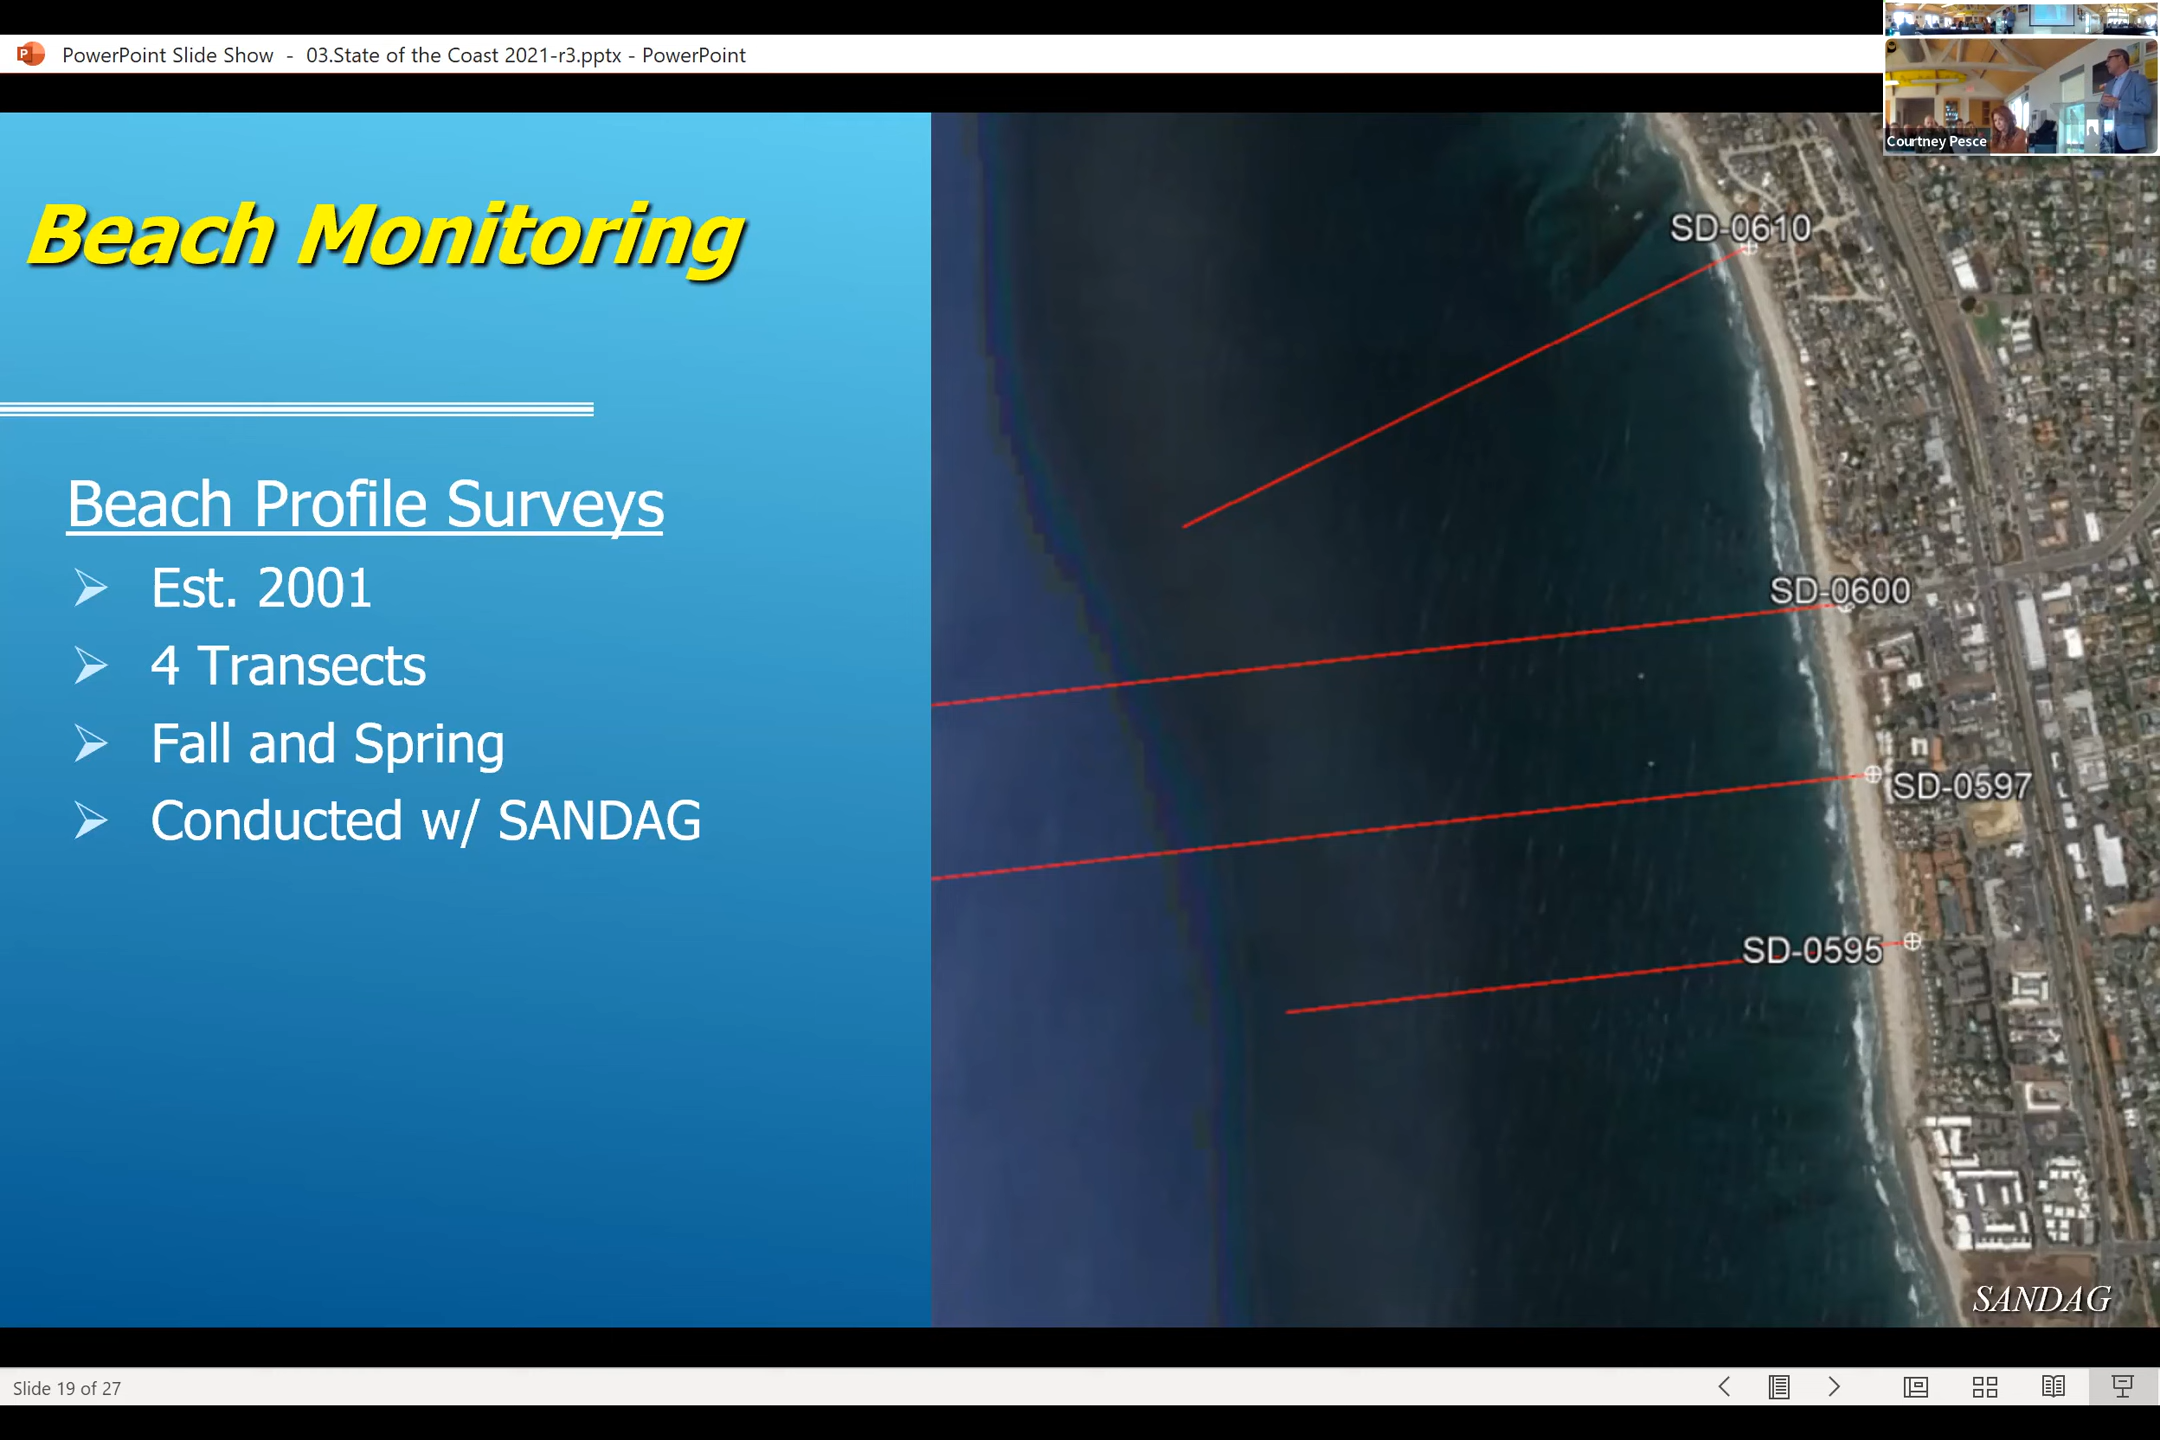 PowerPoint Slide Show - 03.State of the Coast 2021-r3.pptx - PowerPoint
Courtney Pesce
Beach Monitoring
Beach Profile Surveys
Est. 2001
4 Transects
Fall and Spring
Conducted w/ SANDAG
SD-0610
SD-0600
SD-0597
SD-0595
SANDAG
Slide 19 of 27